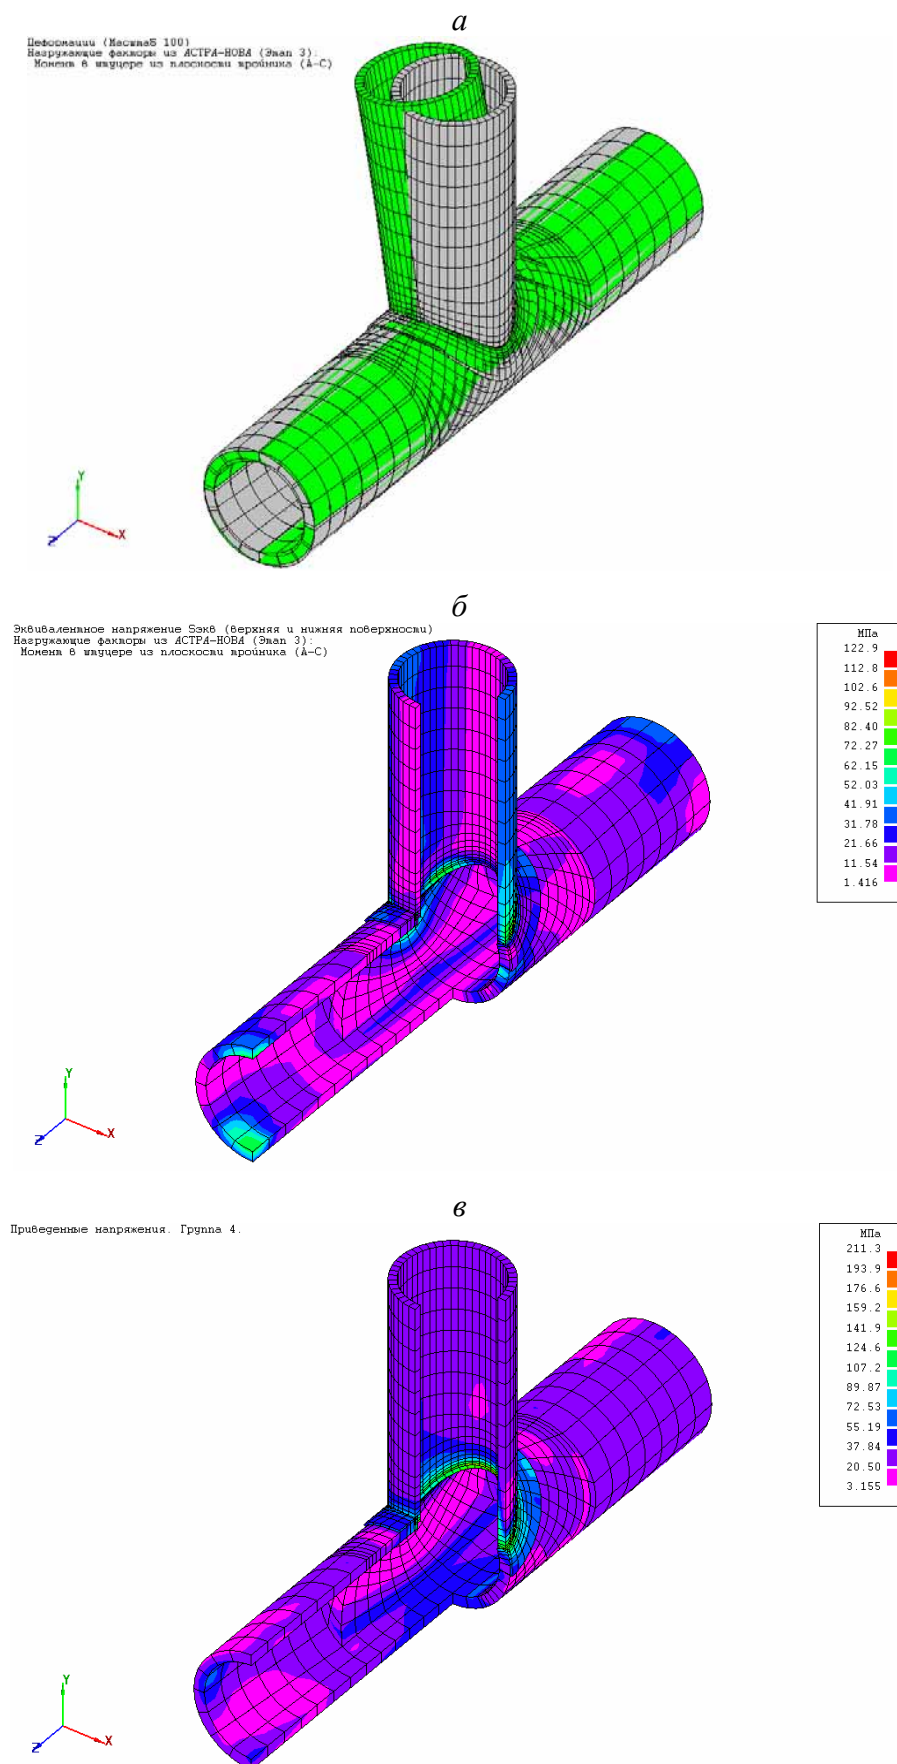 а
Деформации (Масштаб 100)
Нагружающие факторы из АСТРА-НОВА (Этап 3):
Момент в штуцере из плоскости тройника (A-C)
Y
Z
X
б
Эквивалентное напряжение Sэкв (верхняя и нижняя поверхности)
Нагружающие факторы из АСТРА-НОВА (Этап 3):
Момент в штуцере из плоскости тройника (A-C)
МПа
122.9
112.8
102.6
92.52
82.40
72.27
62.15
52.03
41.91
31.78
21.66
11.54
1.416
Y
Z
X
в
Приведенные напряжения. Группа 4.
МПа
211.3
193.9
176.6
159.2
141.9
124.6
107.2
89.87
72.53
55.19
37.84
20.50
3.155
Y
Z
X